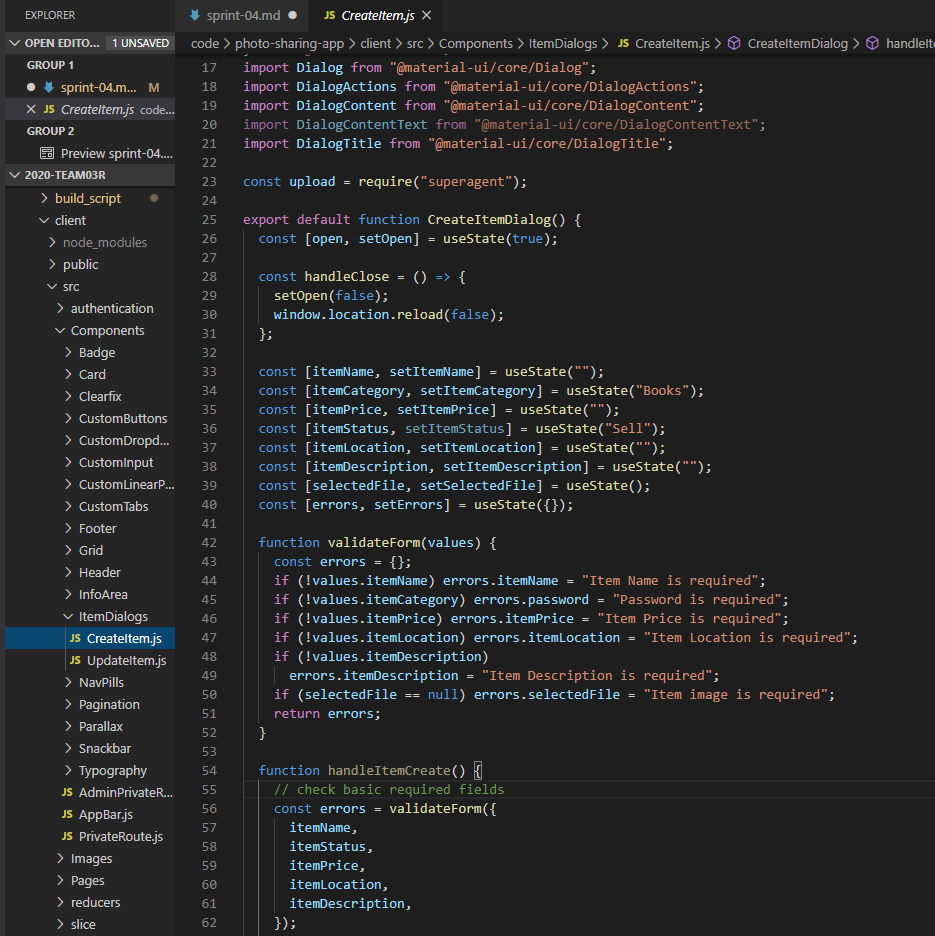 EXPLORER
OPEN EDITO... 1 UNSAVED
GROUP 1
sprint-04.m... M
JS CreateItem.js code...
GROUP 2
Preview sprint-04....
2020-TEAM03R
build_script
client
node_modules
public
src
authentication
Components
Badge
Card
Clearfix
CustomButtons
CustomDropd...
CustomInput
CustomLinearP...
CustomTabs
Footer
Grid
Header
InfoArea
ItemDialogs
JS CreateItem.js
JS UpdateItem.js
NavPills
Pagination
Parallax
Snackbar
Typography
JS AdminPrivateR...
JS AppBar.js
JS PrivateRoute.js
Images
Pages
reducers
slice
sprint-04.md
JS CreateItem.js
code > photo-sharing-app > client > src > Components > ItemDialogs > JS CreateItem.js > CreateItemDialog > handleIt
17 import Dialog from "@material-ui/core/Dialog";
18 import DialogActions from "@material-ui/core/DialogActions";
19 import DialogContent from "@material-ui/core/DialogContent";
20 import DialogContentText from "@material-ui/core/DialogContentText";
21 import DialogTitle from "@material-ui/core/DialogTitle";
22
23 const upload = require("superagent");
24
25 export default function CreateItemDialog() {
26 const [open, setOpen] = useState(true);
27
28 const handleClose = () => {
29 setOpen(false);
30 window.location.reload(false);
31 };
32
33 const [itemName, setItemName] = useState("");
34 const [itemCategory, setItemCategory] = useState("Books");
35 const [itemPrice, setItemPrice] = useState("");
36 const [itemStatus, setItemStatus] = useState("Sell");
37 const [itemLocation, setItemLocation] = useState("");
38 const [itemDescription, setItemDescription] = useState("");
39 const [selectedFile, setSelectedFile] = useState();
40 const [errors, setErrors] = useState({});
41
42 function validateForm(values) {
43 const errors = {};
44 if (!values.itemName) errors.itemName = "Item Name is required";
45 if (!values.itemCategory) errors.password = "Password is required";
46 if (!values.itemPrice) errors.itemPrice = "Item Price is required";
47 if (!values.itemLocation) errors.itemLocation = "Item Location is required";
48 if (!values.itemDescription)
49 errors.itemDescription = "Item Description is required";
50 if (selectedFile == null) errors.selectedFile = "Item image is required";
51 return errors;
52 }
53
54 function handleItemCreate() {
55 // check basic required fields
56 const errors = validateForm({
57 itemName,
58 itemStatus,
59 itemPrice,
60 itemLocation,
61 itemDescription,
62 });